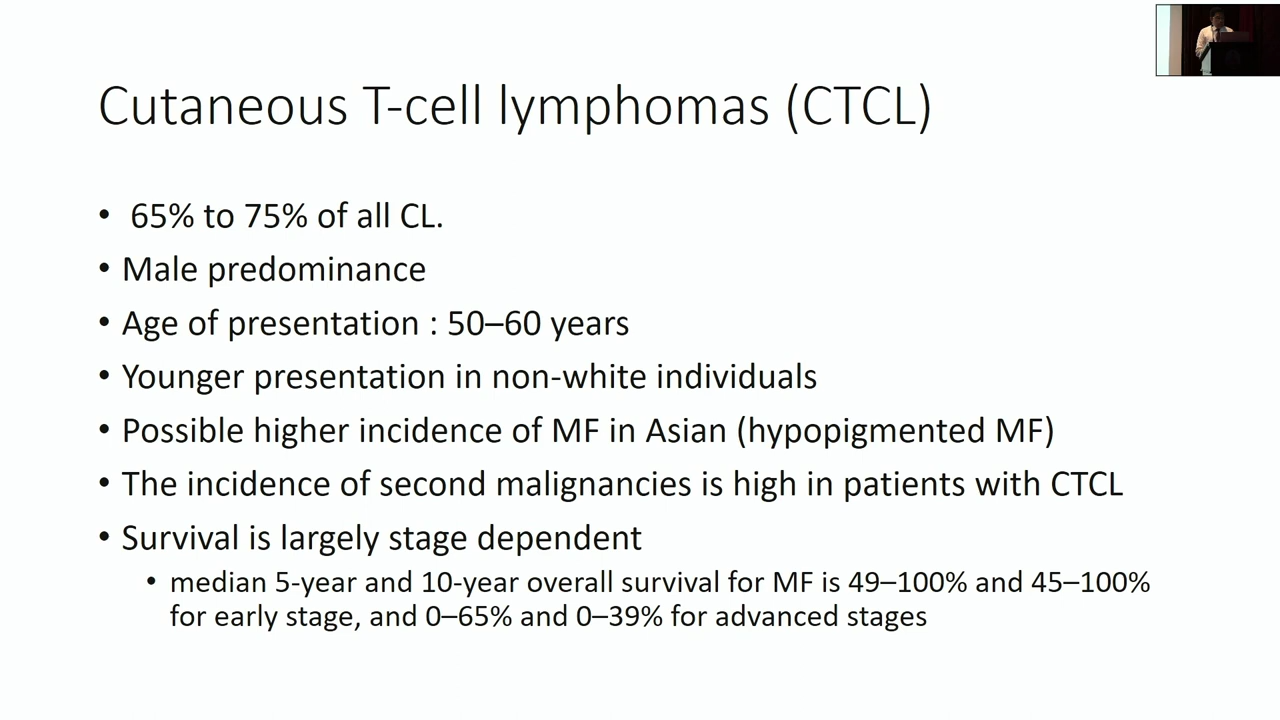 Cutaneous T-cell lymphomas (CTCL)
• 65% to 75% of all CL.
• Male predominance
• Age of presentation : 50–60 years
• Younger presentation in non-white individuals
• Possible higher incidence of MF in Asian (hypopigmented MF)
• The incidence of second malignancies is high in patients with CTCL
• Survival is largely stage dependent
• median 5-year and 10-year overall survival for MF is 49–100% and 45–100%
for early stage, and 0–65% and 0–39% for advanced stages